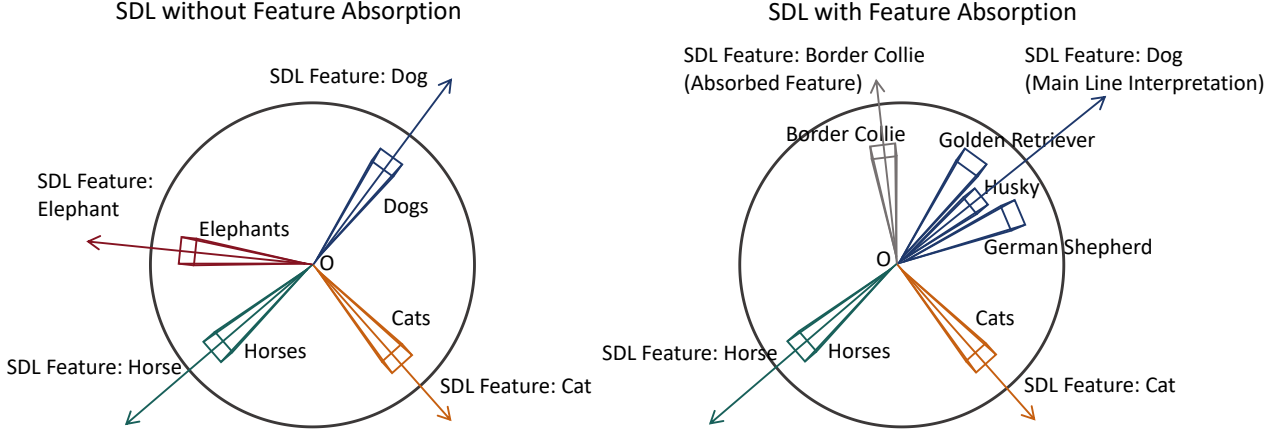 SDL without Feature Absorption
SDL Feature: Dog
SDL Feature:
Elephant
Elephants
Dogs
O
Cats
Horses
SDL Feature: Horse
SDL Feature: Cat
SDL with Feature Absorption
SDL Feature: Border Collie
(Absorbed Feature)
SDL Feature: Dog
(Main Line Interpretation)
Border Collie
Golden Retriever
Husky
German Shepherd
O
Cats
Horses
SDL Feature: Horse
SDL Feature: Cat